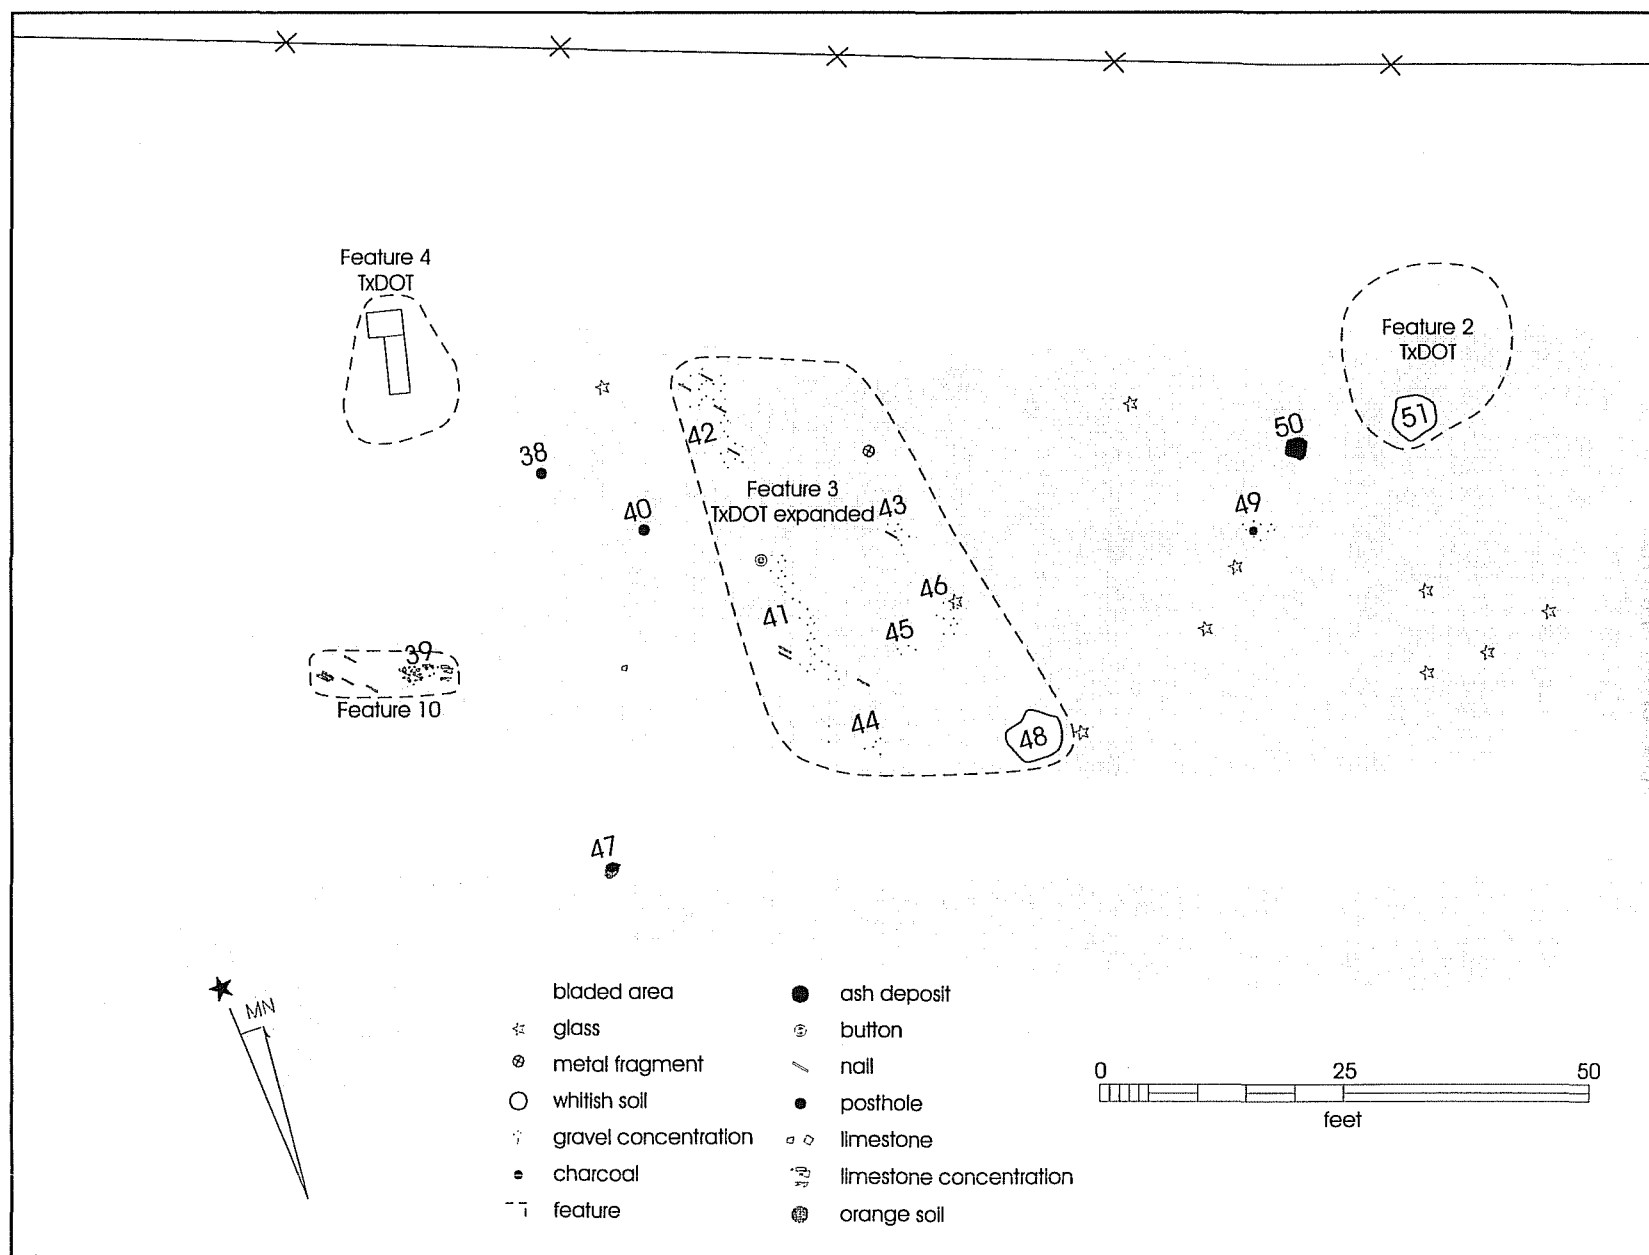 Feature 4
TxDOT
Feature 2
TxDOT
51
50
42
38
Feature 3
TxDOT expanded
43
49
40
46
41
45
39
Feature 10
44
48
47
MN
bladed area
glass
metal fragment
whitish soil
gravel concentration
charcoal
feature
ash deposit
button
nail
posthole
limestone
limestone concentration
orange soil
0 25 50
feet